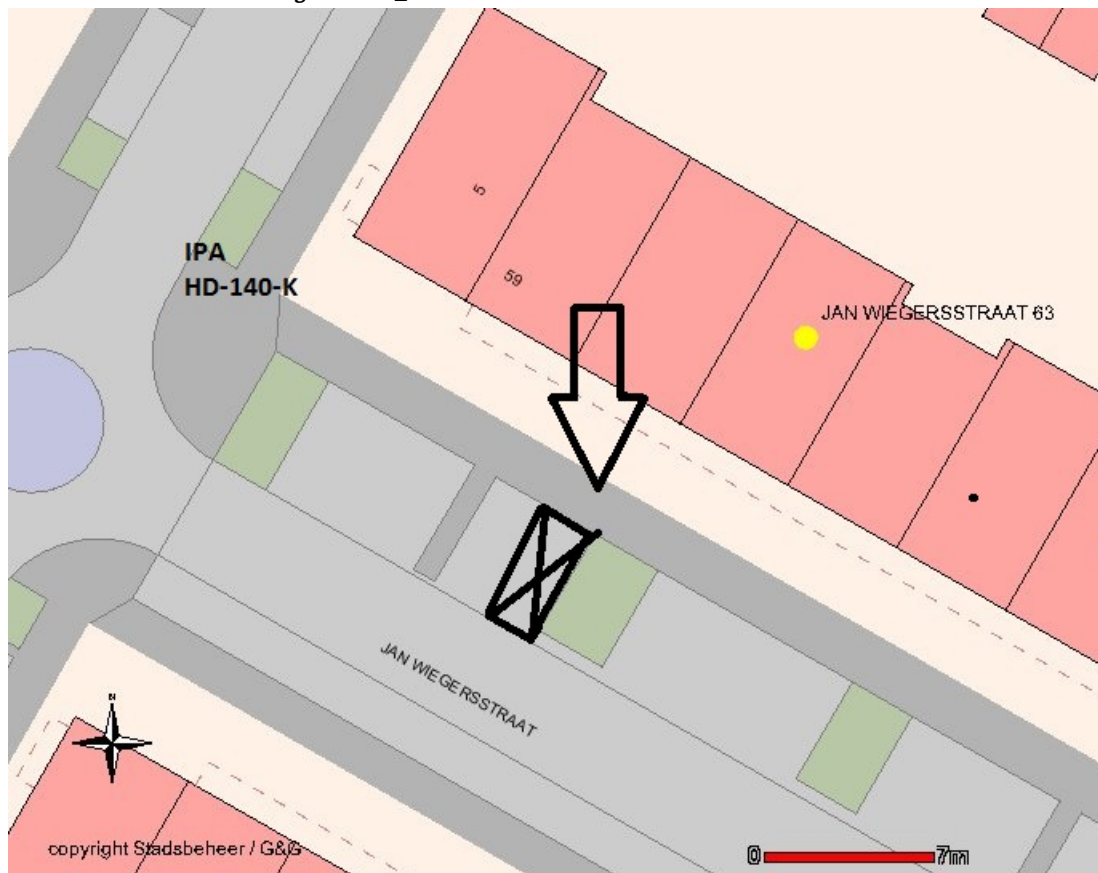 IPA
HD-140-K
5
59
JAN WIEGERSSTRAAT 63
JAN WIEGERSSTRAAT
N
copyright Stadsbeheer / G&G
0 7m